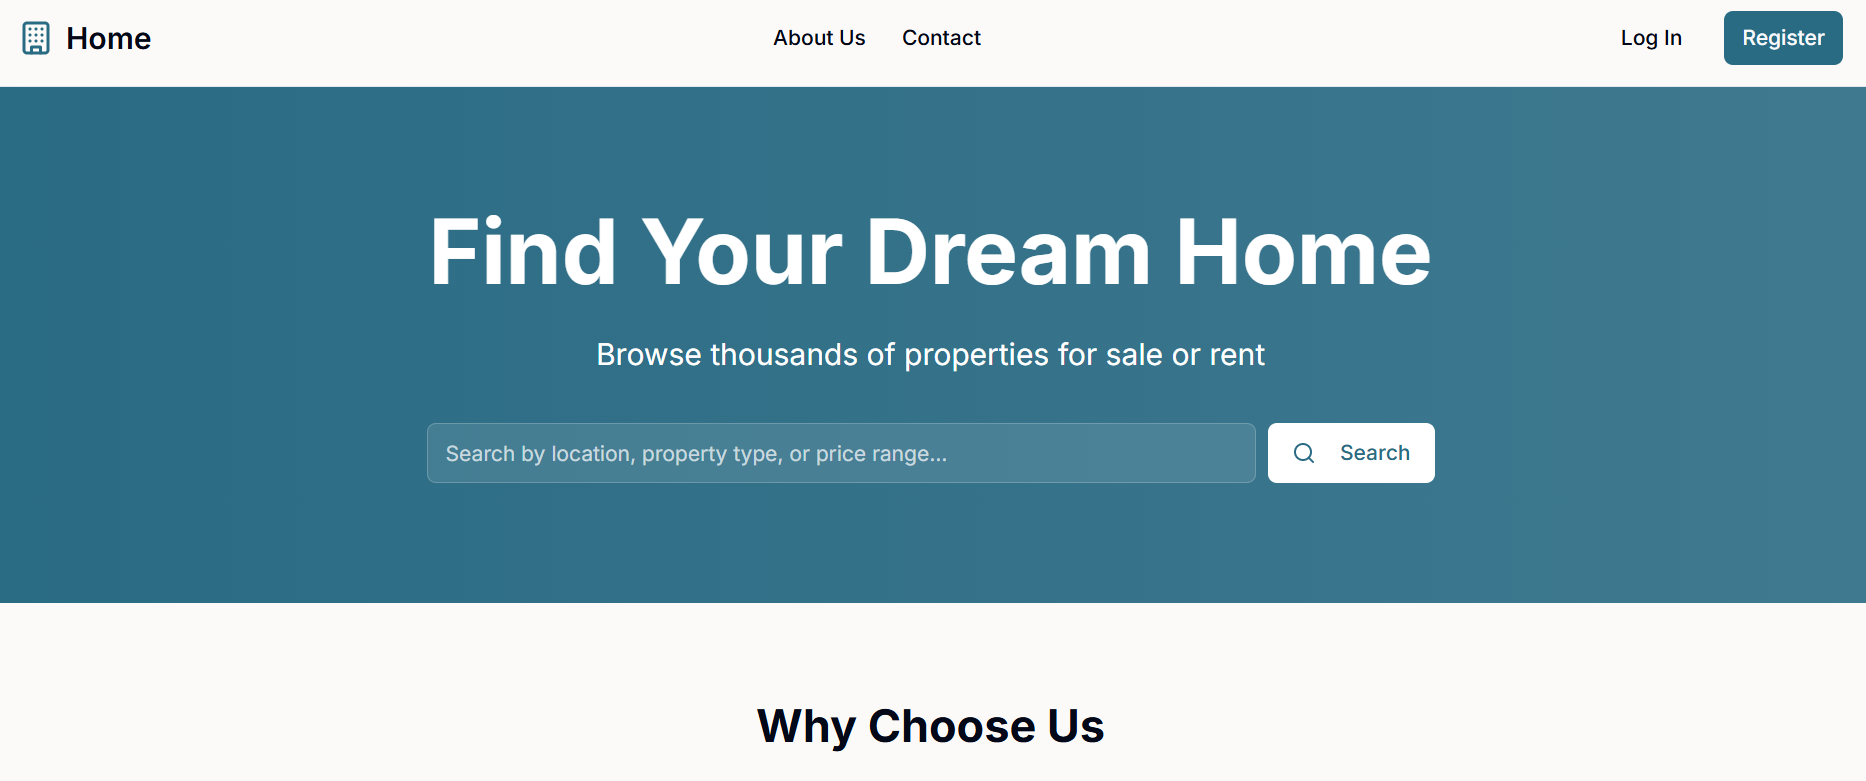 Home
About Us
Contact
Log In
Register
Find Your Dream Home
Browse thousands of properties for sale or rent
Search by location, property type, or price range...
Search
Why Choose Us